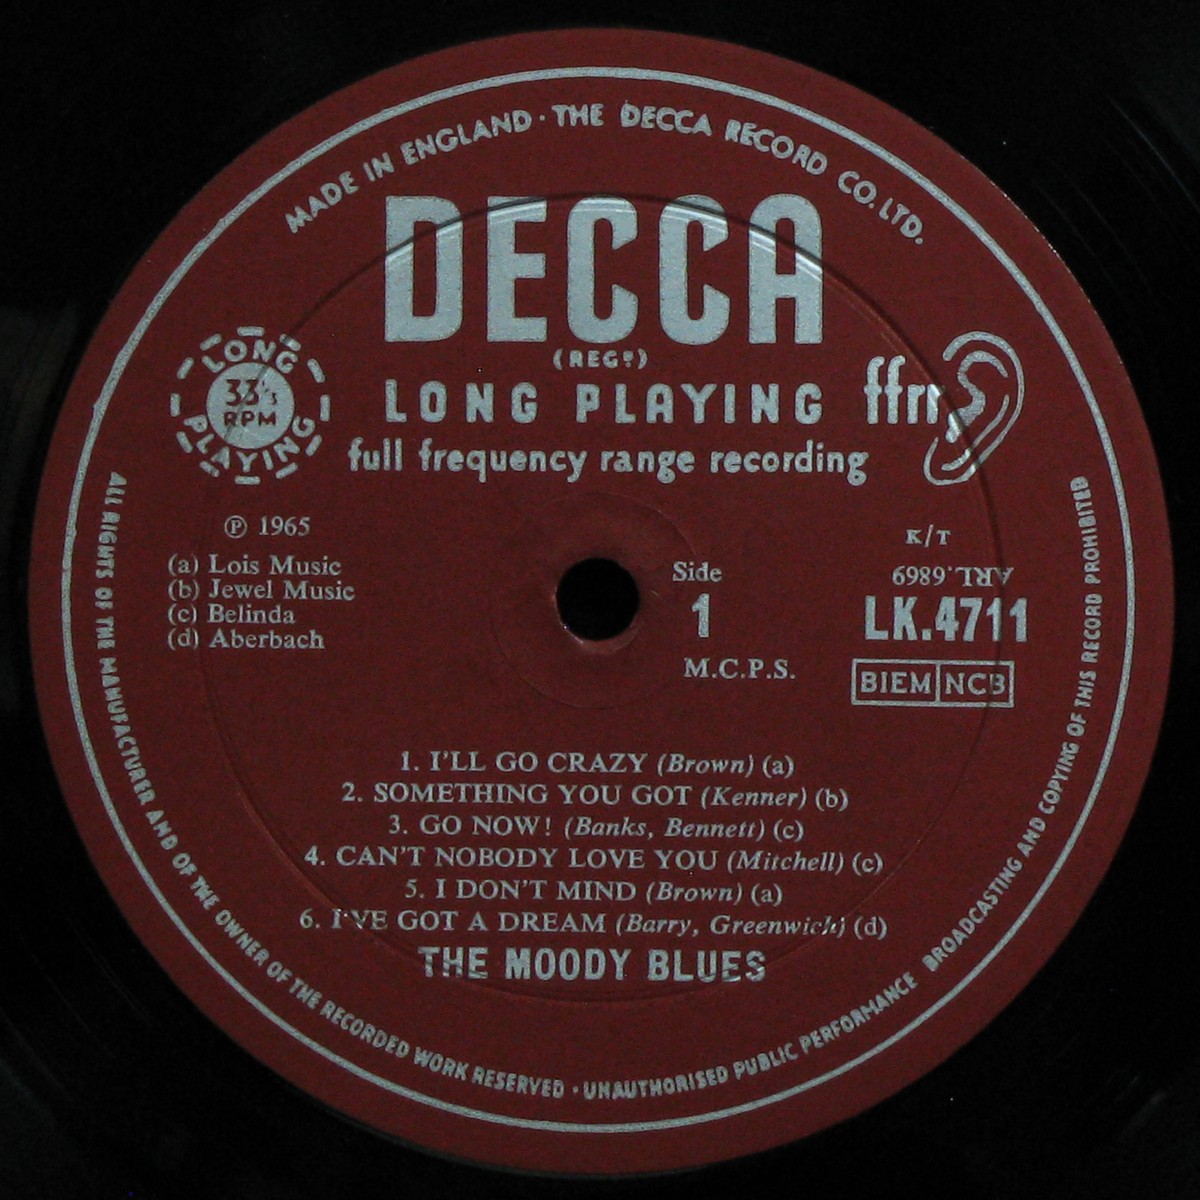 MADE IN ENGLAND · THE DECCA RECORD CO. LTD.
DECCA
(REGD)
LONG PLAYING
ffrr
full frequency range recording
LONG
33⅓
RPM
PLAYING
℗ 1965
(a) Lois Music
(b) Jewel Music
(c) Belinda
(d) Aberbach
Side
1
M.C.P.S.
K/T
ARL.6869
LK.4711
BIEM NCB
1. I'LL GO CRAZY (Brown) (a)
2. SOMETHING YOU GOT (Kenner) (b)
3. GO NOW! (Banks, Bennett) (c)
4. CAN'T NOBODY LOVE YOU (Mitchell) (c)
5. I DON'T MIND (Brown) (a)
6. I'VE GOT A DREAM (Barry, Greenwich) (d)
THE MOODY BLUES
ALL RIGHTS OF THE MANUFACTURER AND OF THE OWNER OF THE RECORDED WORK RESERVED · UNAUTHORISED PUBLIC PERFORMANCE BROADCASTING AND COPYING OF THIS RECORD PROHIBITED